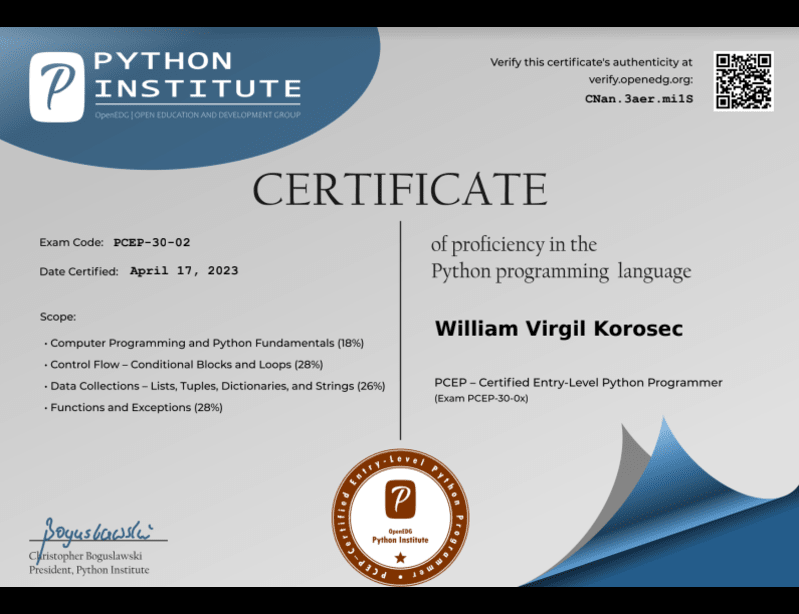 PYTHON
INSTITUTE
OpenEDG | OPEN EDUCATION AND DEVELOPMENT GROUP
Verify this certificate's authenticity at
verify.openedg.org:
CNan.3aer.mi1S
CERTIFICATE
Exam Code: PCEP-30-02
Date Certified: April 17, 2023
Scope:
• Computer Programming and Python Fundamentals (18%)
• Control Flow – Conditional Blocks and Loops (28%)
• Data Collections – Lists, Tuples, Dictionaries, and Strings (26%)
• Functions and Exceptions (28%)
of proficiency in the
Python programming language
William Virgil Korosec
PCEP – Certified Entry-Level Python Programmer
(Exam PCEP-30-0x)
PCEP-Certified Entry-Level Python Programmer
OpenEDG
Python Institute
Boguslawski
Christopher Boguslawski
President, Python Institute